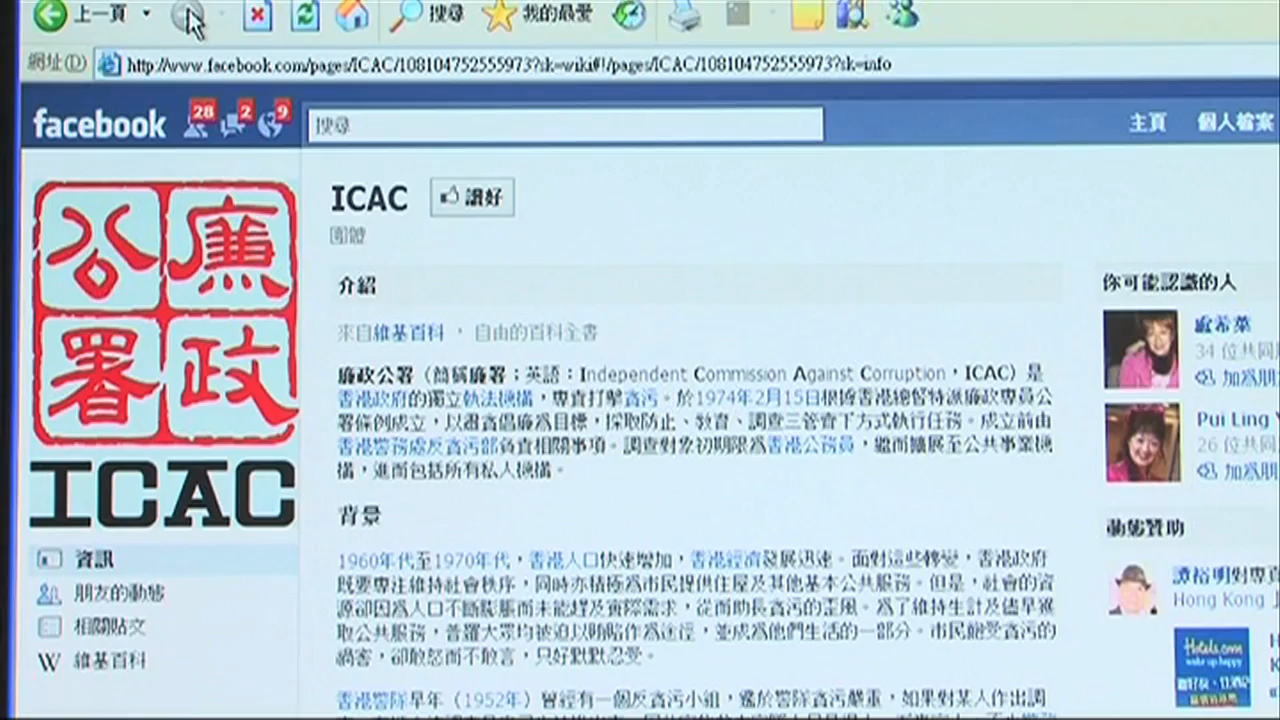 上一頁
搜尋
我的最愛
網址(D)
http://www.facebook.com/pages/ICAC/108104752555973?sk=wiki#!/pages/ICAC/108104752555973?sk=info
facebook
28
2
9
搜尋
主頁
個人檔案
公廉
署政
ICAC
資訊
朋友的動態
相關貼文
W 維基百科
ICAC
讚好
團體
介紹
來自維基百科，自由的百科全書
廉政公署（簡稱廉署；英語：Independent Commission Against Corruption，ICAC）是
香港政府的獨立執法機構，專責打擊貪污。於1974年2月15日根據香港總督特派廉政專員公
署條例成立，以肅貪倡廉為目標，採取防止、教育、調查三管齊下方式執行任務。成立前由
香港警務處反貪污部負責相關事項。調查對象初期限為香港公務員，繼而擴展至公共事業機
構，進而包括所有私人機構。
背景
1960年代至1970年代，香港人口快速增加，香港經濟發展迅速。面對這些轉變，香港政府
既要專注維持社會秩序，同時亦積極為市民提供住屋及其他基本公共服務。但是，社會的資
源卻因為人口不斷膨脹而未能趕及實際需求，從而助長貪污的歪風。為了維持生計及儘早獲
取公共服務，普羅大眾均被迫以賄賂作為途徑，並成為他們生活的一部分。市民飽受貪污的
禍害，卻敢怒而不敢言，只好默默忍受。
香港警隊早年（1952年）曾經有一個反貪污小組，鑑於警隊貪污嚴重，如果對某人作出調
你可能認識的人
盧希華
34 位共同
加為朋
Pui Ling
26 位共同
加為朋
動態贊助
譚裕明對專頁
Hong Kong
Hotels.com
wake up happy